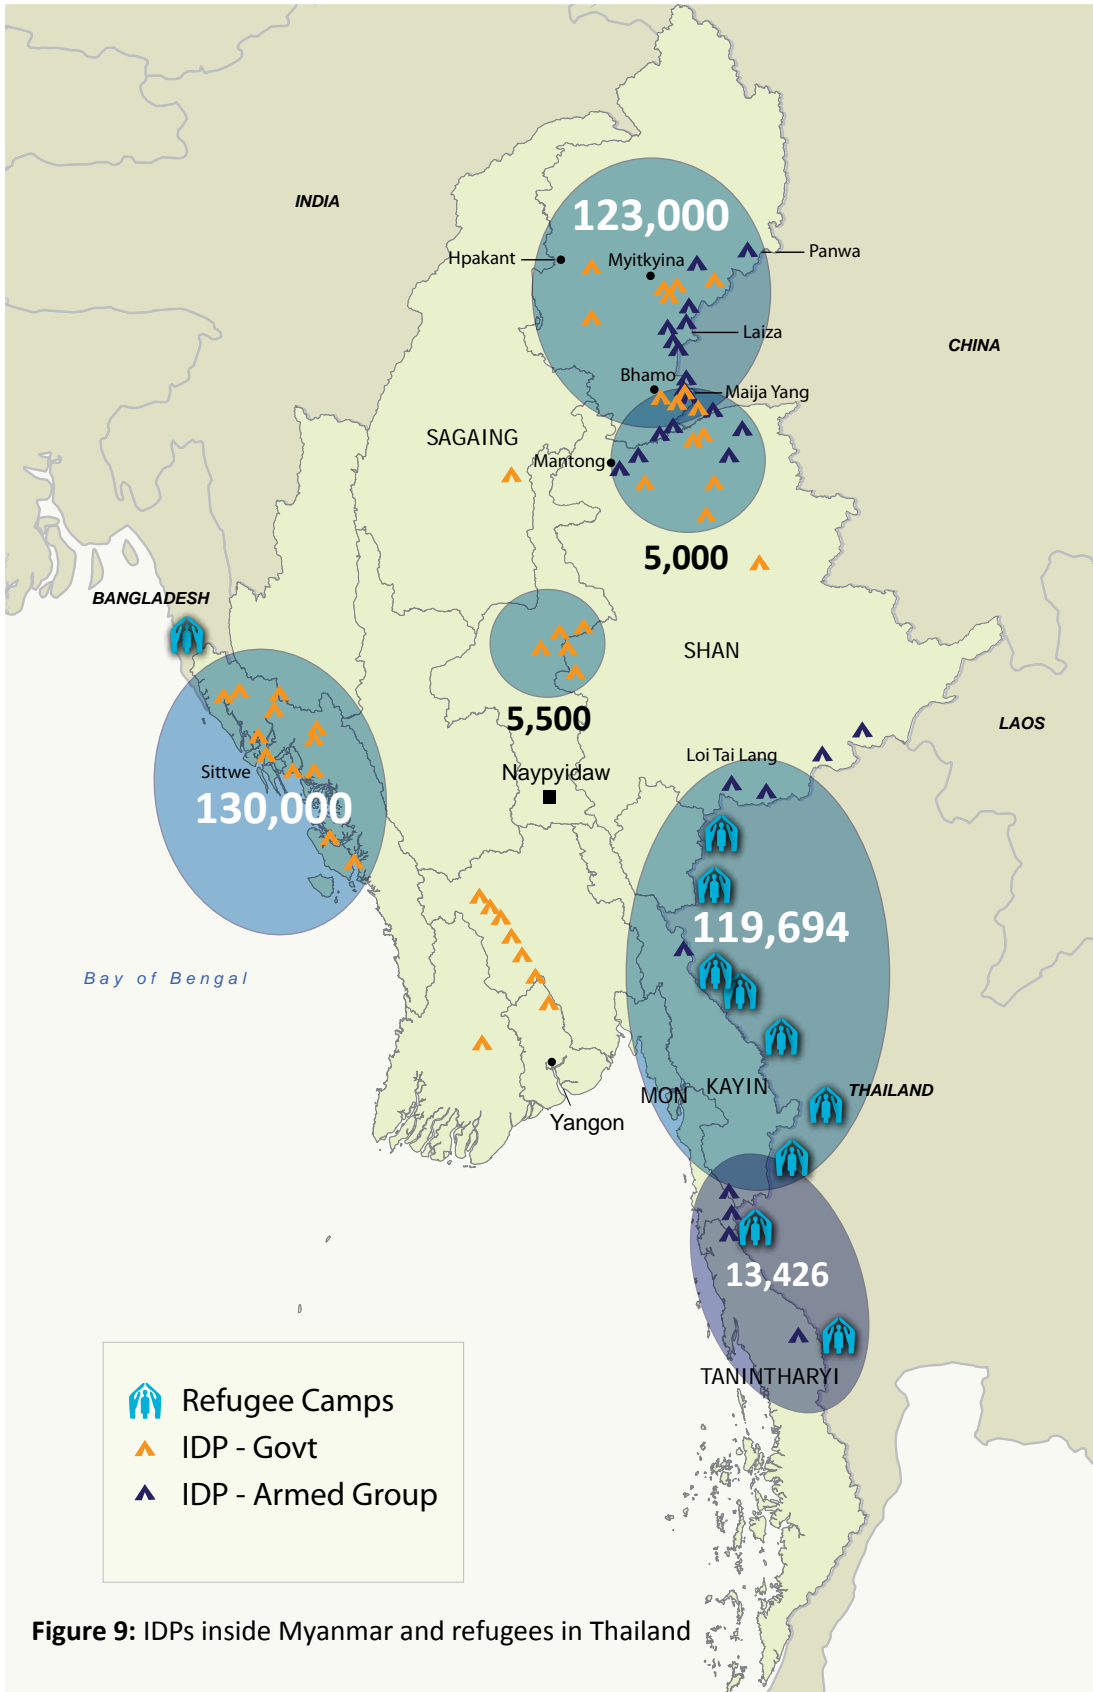 INDIA
123,000
Hpakant
Myitkyina
Panwa
Laiza
CHINA
Bhamo
Maija Yang
SAGAING
Mantong
5,000
BANGLADESH
SHAN
5,500
LAOS
Loi Tai Lang
Sittwe
Naypyidaw
130,000
119,694
Bay of Bengal
MON
KAYIN
THAILAND
Yangon
13,426
TANINTHARYI
Refugee Camps
IDP - Govt
IDP - Armed Group
Figure 9: IDPs inside Myanmar and refugees in Thailand